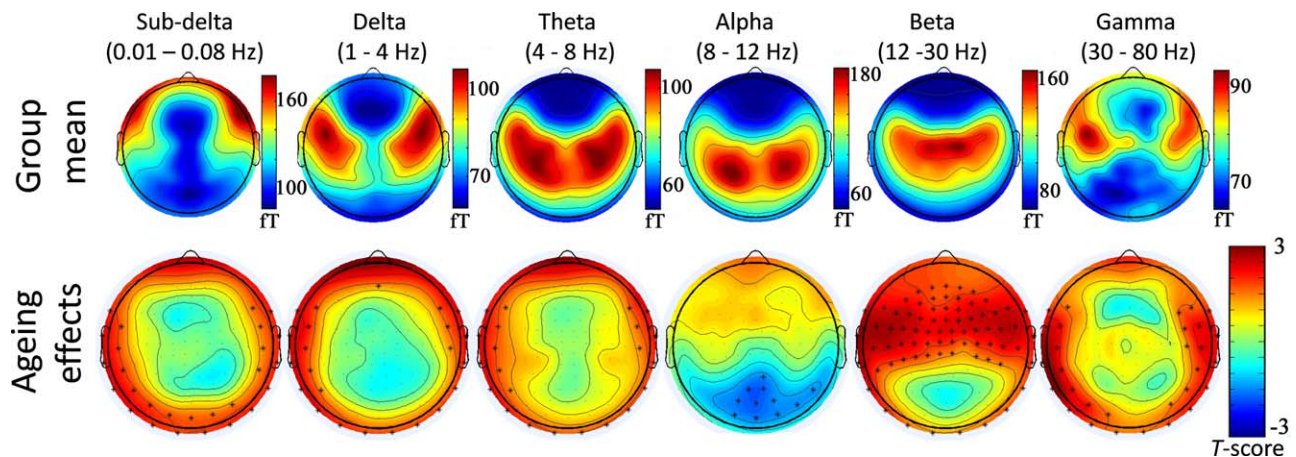 Sub-delta
(0.01 – 0.08 Hz)
Delta
(1 - 4 Hz)
Theta
(4 - 8 Hz)
Alpha
(8 - 12 Hz)
Beta
(12 -30 Hz)
Gamma
(30 - 80 Hz)
Group
mean
160
100
fT
100
70
fT
100
60
fT
180
60
fT
160
80
fT
90
70
fT
Ageing
effects
3
-3
T-score